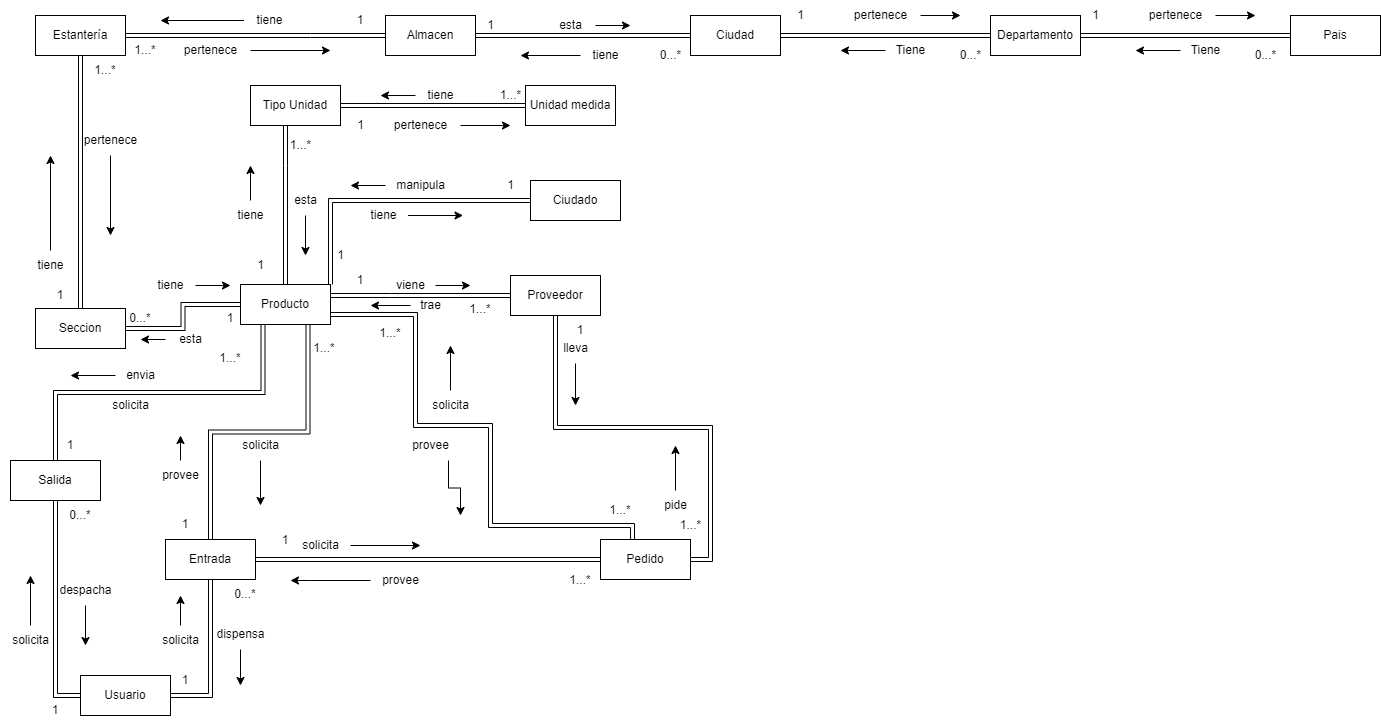 tiene
1
Estantería
1...*
pertenece
Almacen
1
esta
tiene
0...*
Ciudad
1
pertenece
Tiene
0...*
Departamento
1
pertenece
Tiene
0...*
Pais
1...*
pertenece
tiene
1
Tipo Unidad
tiene
1...*
Unidad medida
1
pertenece
1...*
tiene
esta
1
manipula
1
Ciudado
tiene
1
Seccion
0...*
tiene
esta
1
Producto
1
viene
trae
1...*
Proveedor
1
lleva
1...*
1...*
1...*
envia
solicita
1
Salida
0...*
solicita
provee
solicita
provee
1
1...*
pide
1...*
Entrada
1
solicita
provee
1...*
Pedido
0...*
despacha
solicita
solicita
dispensa
1
Usuario
1